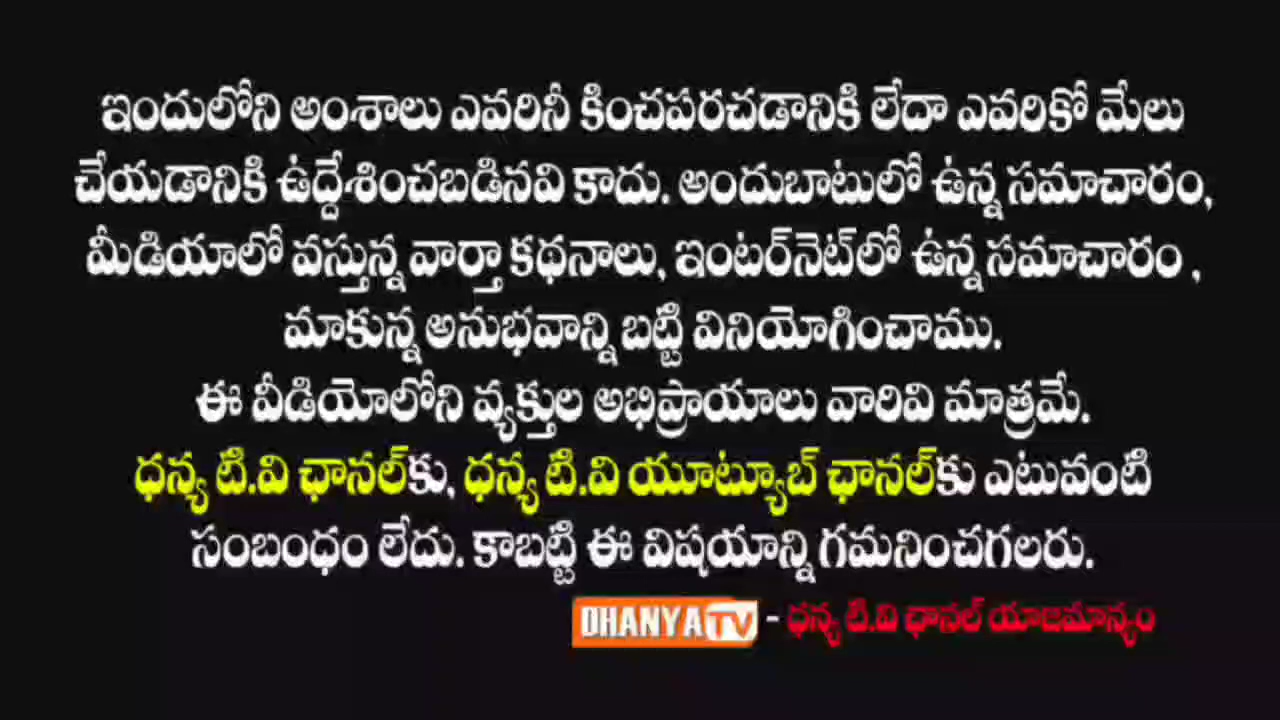 ఇందులోని అంశాలు ఎవరినీ కించపరచడానికి లేదా ఎవరికో మేలు
చేయడానికి ఉద్దేశించబడినవి కాదు. అందుబాటులో ఉన్న సమాచారం,
మీడియాలో వస్తున్న వార్తా కథనాలు, ఇంటర్‌నెట్‌లో ఉన్న సమాచారం ,
మాకున్న అనుభవాన్ని బట్టి వినియోగించాము.
ఈ వీడియోలోని వ్యక్తుల అభిప్రాయాలు వారివి మాత్రమే.
ధన్య టి.వి ఛానల్‌కు, ధన్య టి.వి యూట్యూబ్ ఛానల్‌కు ఎటువంటి
సంబంధం లేదు. కాబట్టి ఈ విషయాన్ని గమనించగలరు.
DHANYA TV - ధన్య టి.వి ఛానల్ యాజమాన్యం